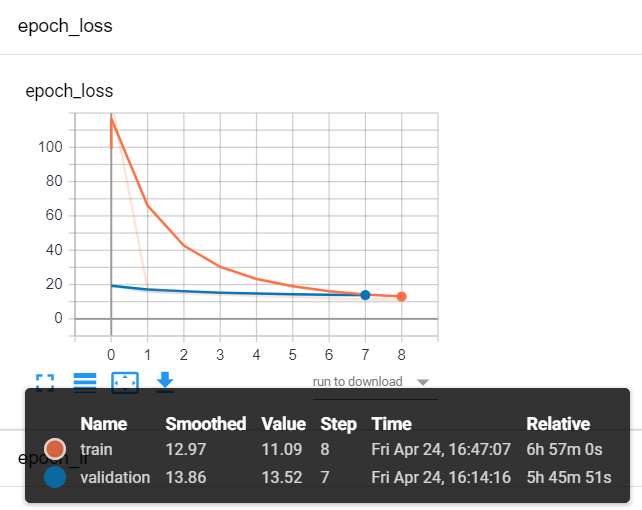 epoch_loss
epoch_loss
100
80
60
40
20
0
0 1 2 3 4 5 6 7 8
run to download
Name Smoothed Value Step Time Relative
train 12.97 11.09 8 Fri Apr 24, 16:47:07 6h 57m 0s
validation 13.86 13.52 7 Fri Apr 24, 16:14:16 5h 45m 51s